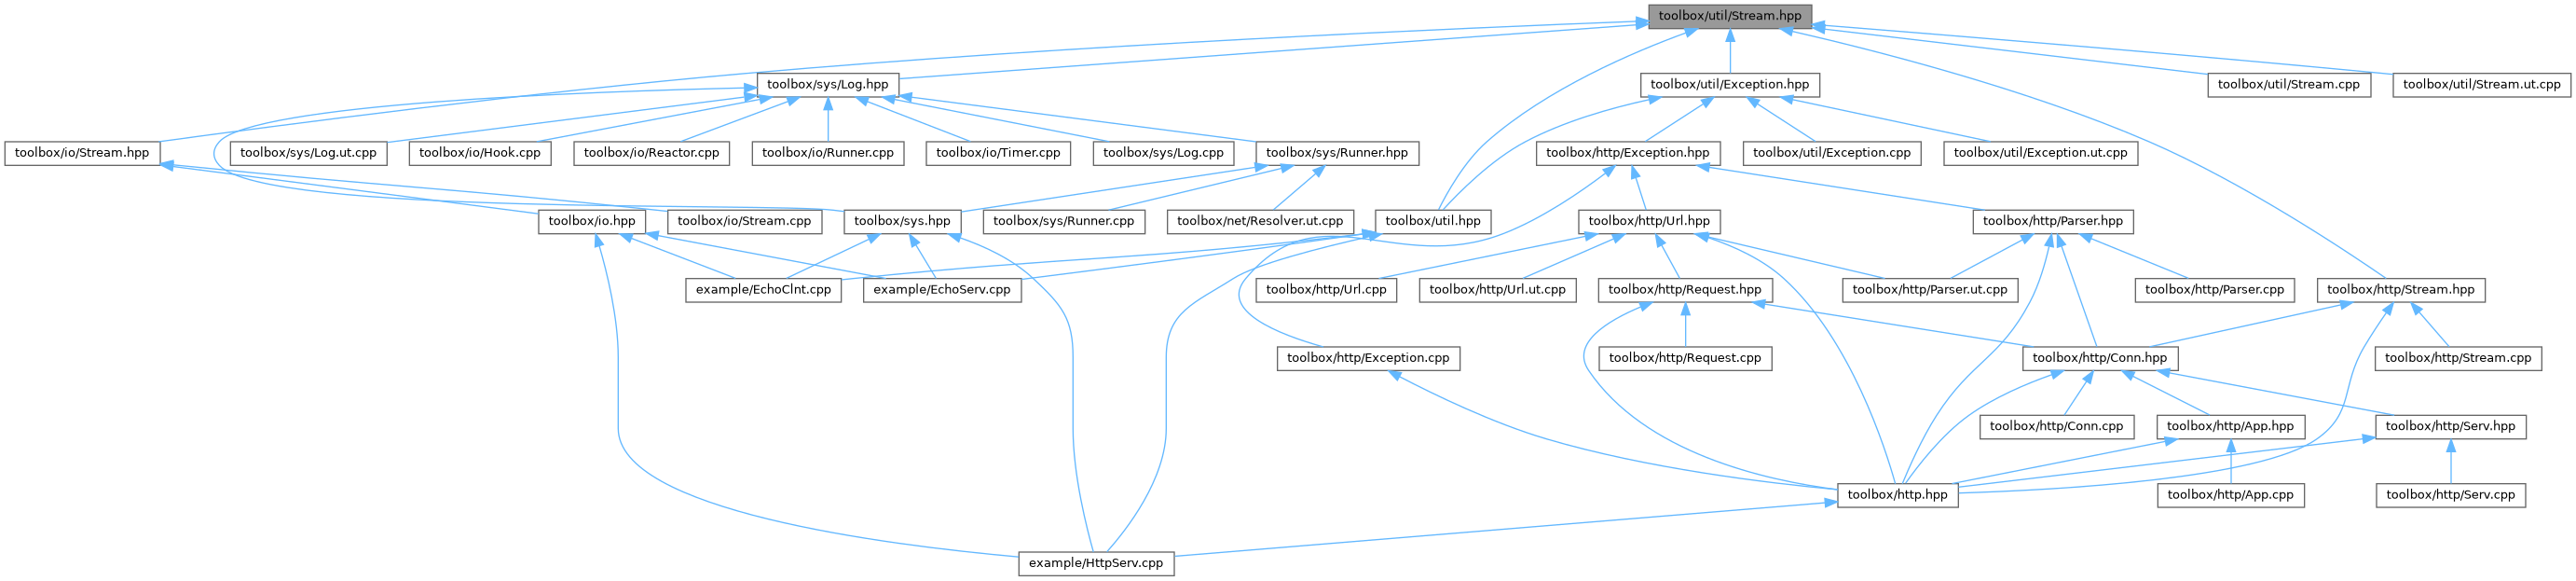 toolbox/util/Stream.hpp
toolbox/sys/Log.hpp
toolbox/util/Exception.hpp
toolbox/util/Stream.cpp
toolbox/util/Stream.ut.cpp
toolbox/io/Stream.hpp
toolbox/sys/Log.ut.cpp
toolbox/io/Hook.cpp
toolbox/io/Reactor.cpp
toolbox/io/Runner.cpp
toolbox/io/Timer.cpp
toolbox/sys/Log.cpp
toolbox/sys/Runner.hpp
toolbox/http/Exception.hpp
toolbox/util/Exception.cpp
toolbox/util/Exception.ut.cpp
toolbox/io.hpp
toolbox/io/Stream.cpp
toolbox/sys.hpp
toolbox/sys/Runner.cpp
toolbox/net/Resolver.ut.cpp
toolbox/util.hpp
toolbox/http/Url.hpp
toolbox/http/Parser.hpp
example/EchoClnt.cpp
example/EchoServ.cpp
toolbox/http/Url.cpp
toolbox/http/Url.ut.cpp
toolbox/http/Request.hpp
toolbox/http/Parser.ut.cpp
toolbox/http/Parser.cpp
toolbox/http/Stream.hpp
toolbox/http/Exception.cpp
toolbox/http/Request.cpp
toolbox/http/Conn.hpp
toolbox/http/Stream.cpp
toolbox/http/Conn.cpp
toolbox/http/App.hpp
toolbox/http/Serv.hpp
toolbox/http.hpp
toolbox/http/App.cpp
toolbox/http/Serv.cpp
example/HttpServ.cpp